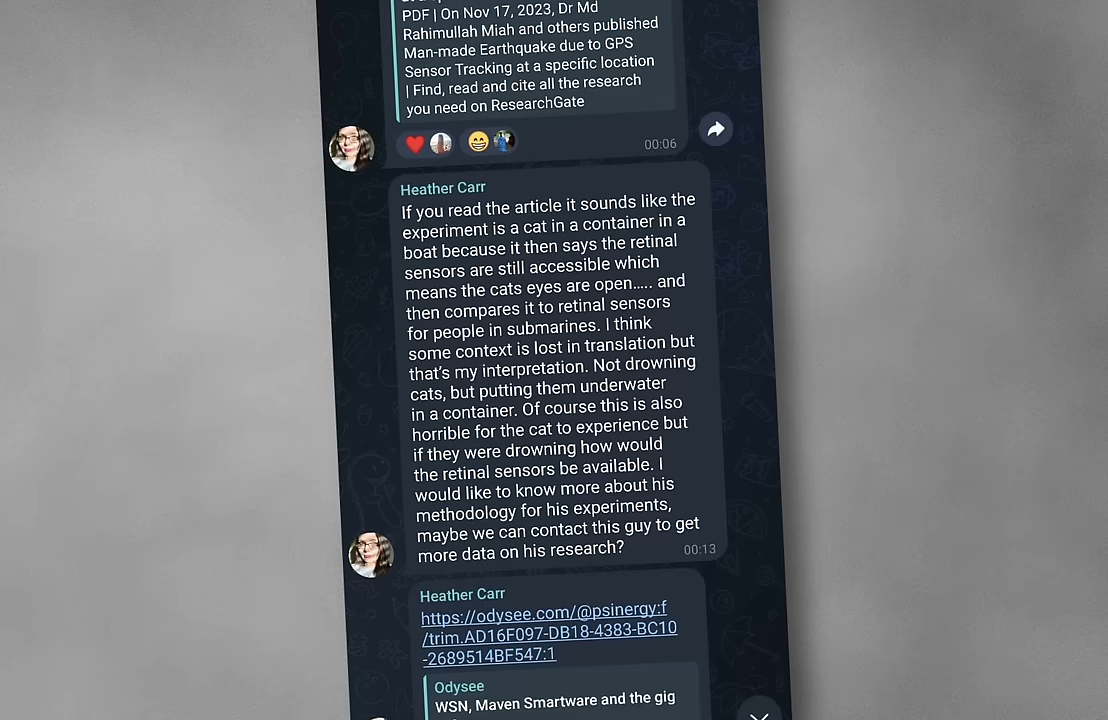 PDF | On Nov 17, 2023, Dr Md
Rahimullah Miah and others published
Man-made Earthquake due to GPS
Sensor Tracking at a specific location
| Find, read and cite all the research
you need on ResearchGate
00:06
Heather Carr
If you read the article it sounds like the
experiment is a cat in a container in a
boat because it then says the retinal
sensors are still accessible which
means the cats eyes are open..... and
then compares it to retinal sensors
for people in submarines. I think
some context is lost in translation but
that's my interpretation. Not drowning
cats, but putting them underwater
in a container. Of course this is also
horrible for the cat to experience but
if they were drowning how would
the retinal sensors be available. I
would like to know more about his
methodology for his experiments,
maybe we can contact this guy to get
more data on his research?
00:13
Heather Carr
https://odysee.com/@psinergy:f
/trim.AD16F097-DB18-4383-BC10
-2689514BF547:1
Odysee
WSN, Maven Smartware and the gig